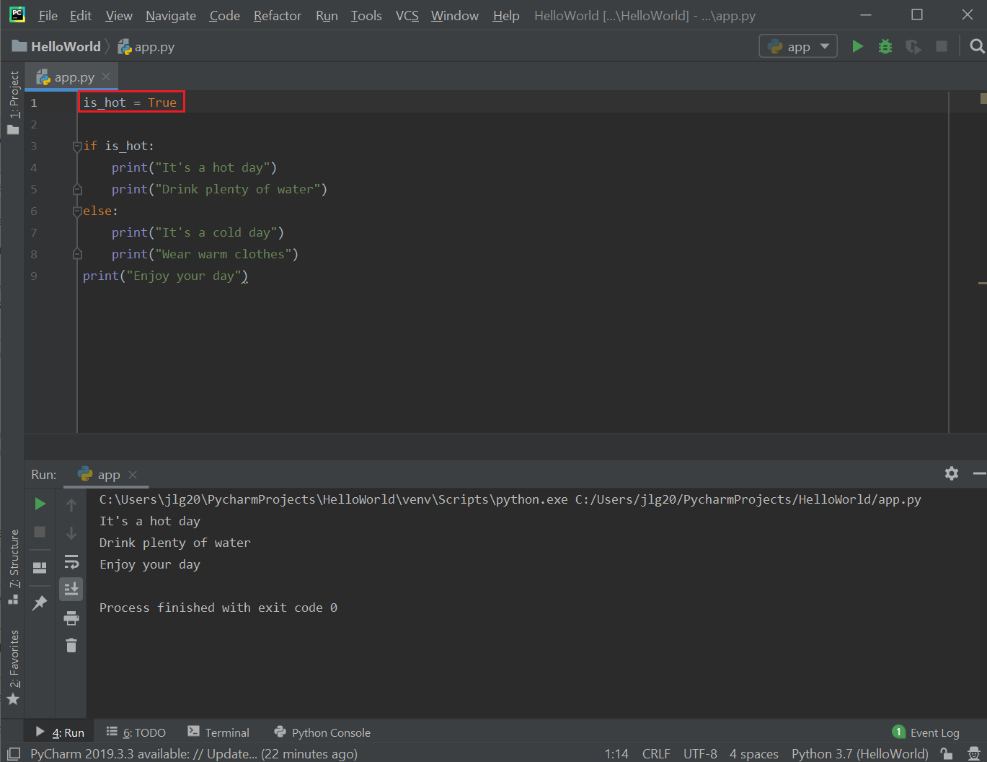 PC File Edit View Navigate Code Refactor Run Tools VCS Window Help HelloWorld [...\HelloWorld] - ...\app.py
HelloWorld app.py app
1: Project
app.py
1 is_hot = True
2
3 if is_hot:
4 print("It's a hot day")
5 print("Drink plenty of water")
6 else:
7 print("It's a cold day")
8 print("Wear warm clothes")
9 print("Enjoy your day")
Run: app
C:\Users\jlg20\PycharmProjects\HelloWorld\venv\Scripts\python.exe C:/Users/jlg20/PycharmProjects/HelloWorld/app.py
It's a hot day
Drink plenty of water
Enjoy your day
Process finished with exit code 0
7: Structure
2: Favorites
4: Run 6: TODO Terminal Python Console 1 Event Log
PyCharm 2019.3.3 available: // Update... (22 minutes ago) 1:14 CRLF UTF-8 4 spaces Python 3.7 (HelloWorld)